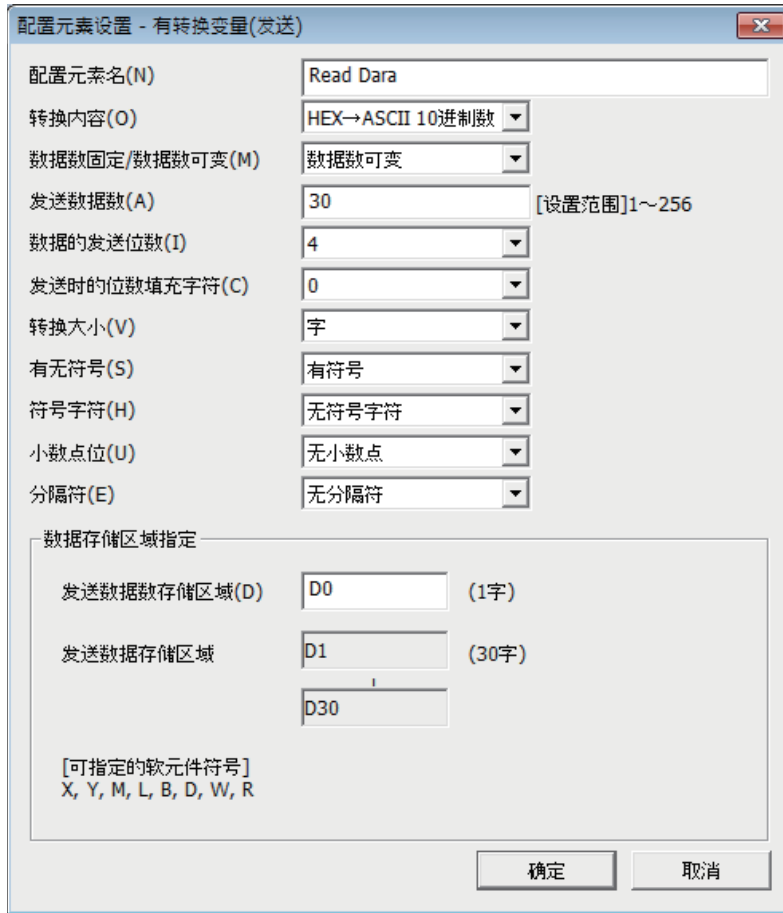 配置元素设置 - 有转换变量(发送)
配置元素名(N) Read Dara
转换内容(O) HEX→ASCII 10进制数
数据数固定/数据数可变(M) 数据数可变
发送数据数(A) 30 [设置范围]1～256
数据的发送位数(I) 4
发送时的位数填充字符(C) 0
转换大小(V) 字
有无符号(S) 有符号
符号字符(H) 无符号字符
小数点位(U) 无小数点
分隔符(E) 无分隔符
数据存储区域指定
发送数据数存储区域(D) D0 (1字)
发送数据存储区域 D1 (30字)
D30
[可指定的软元件符号]
X, Y, M, L, B, D, W, R
确定 取消